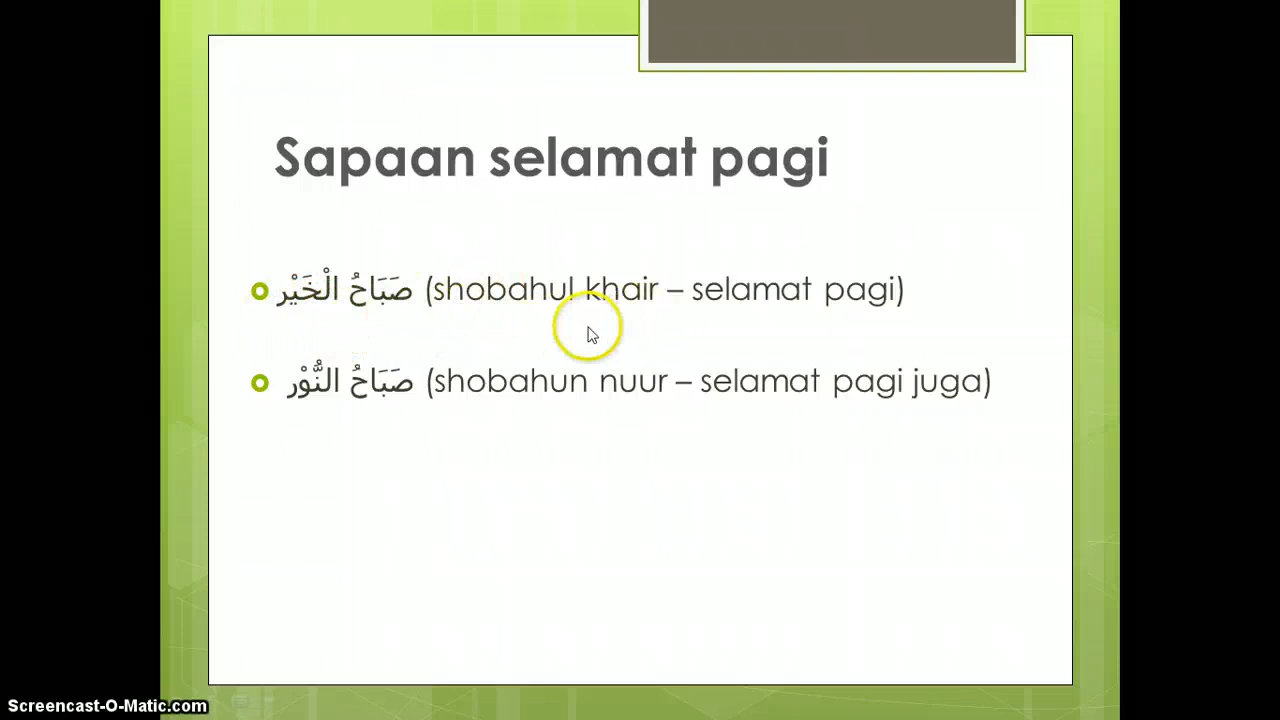 Sapaan selamat pagi
صَبَاحُ الْخَيْر (shobahul khair – selamat pagi)
صَبَاحُ النُّوْر (shobahun nuur – selamat pagi juga)
Screencast-O-Matic.com